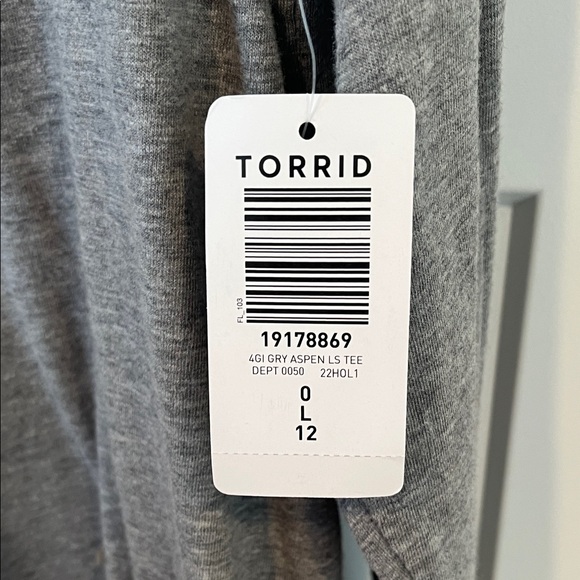 TORRID
FL_103
19178869
4GI GRY ASPEN LS TEE
DEPT 0050 22HOL1
0
L
12